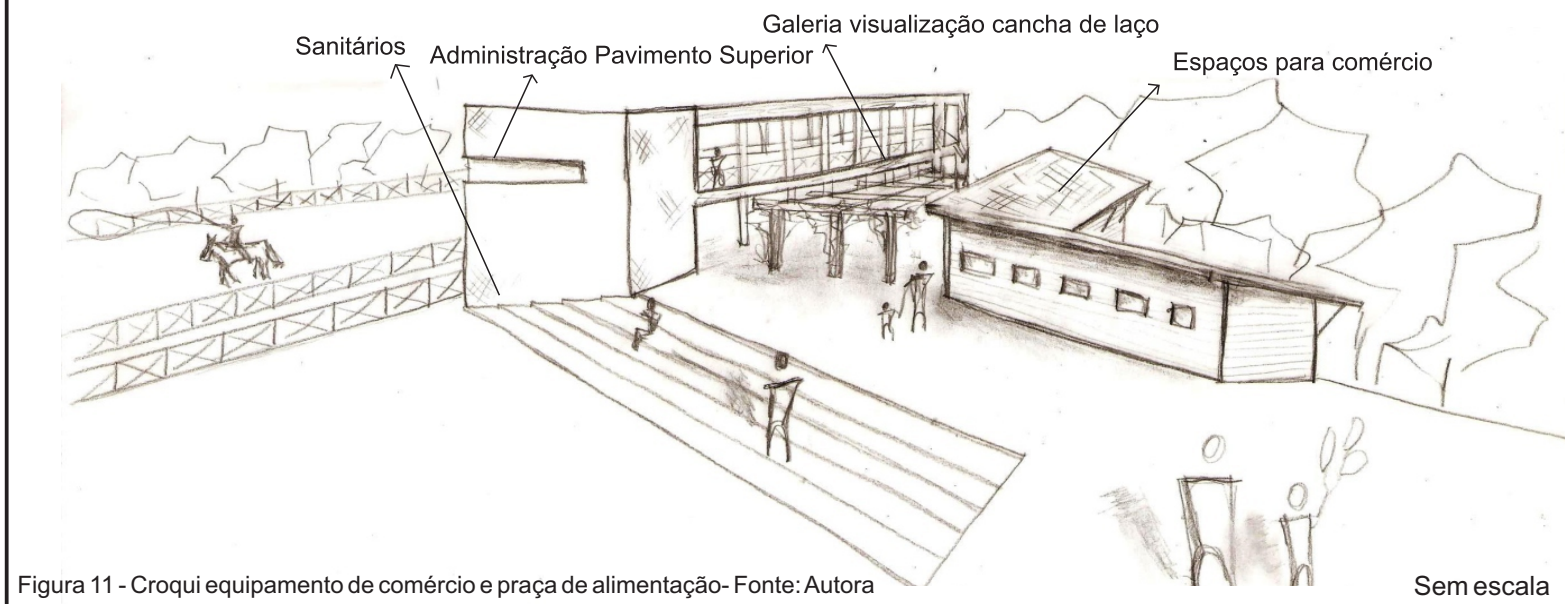 Galeria visualização cancha de laço
Sanitários
Administração Pavimento Superior
Espaços para comércio
Figura 11 - Croqui equipamento de comércio e praça de alimentação- Fonte: Autora
Sem escala